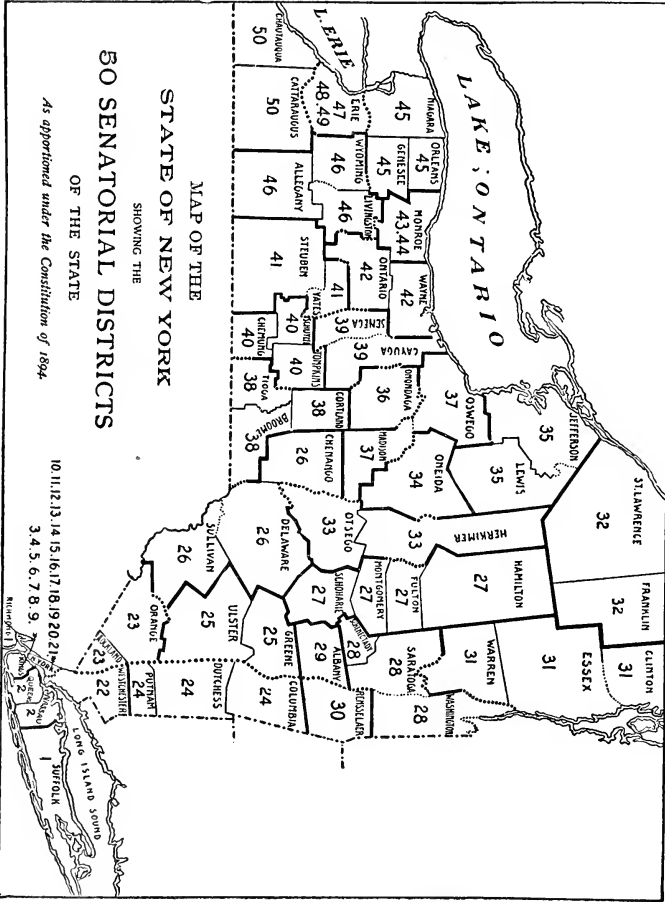 MAP OF THE
STATE OF NEW YORK
SHOWING THE
50 SENATORIAL DISTRICTS
OF THE STATE
As apportioned under the Constitution of 1894.
LAKE ONTARIO
L. ERIE
LONG ISLAND SOUND
CLINTON
31
FRANKLIN
32
ST. LAWRENCE
32
ESSEX
31
JEFFERSON
35
LEWIS
35
HERKIMER
33
HAMILTON
27
WARREN
31
WASHINGTON
28
OSWEGO
37
ONEIDA
34
FULTON
27
SARATOGA
28
NIAGARA
45
ORLEANS
45
MONROE
43.44
WAYNE
42
GENESEE
45
ERIE
47
48.49
WYOMING
46
LIVINGSTON
46
ONTARIO
42
YATES
41
SENECA
39
CAYUGA
39
ONONDAGA
36
MADISON
37
MONTGOMERY
27
28
OTSEGO
33
SCHOHARIE
27
ALBANY
29
RENSSELAER
30
CHAUTAUQUA
50
CATTARAUGUS
50
ALLEGANY
46
STEUBEN
41
40
CHEMUNG
40
TOMPKINS
40
TIOGA
38
CORTLAND
38
BROOME
38
CHENANGO
26
DELAWARE
26
GREENE
25
COLUMBIA
24
ULSTER
25
DUTCHESS
24
SULLIVAN
26
ORANGE
23
PUTNAM
24
ROCKLAND
23
WESTCHESTER
22
10.11.12.13.14 15.16.17.18.19 20.21
3.4.5.6.7.8.9.
N. YORK
KINGS
QUEENS
2
NASSAU
2
RICHMOND
1
SUFFOLK
1